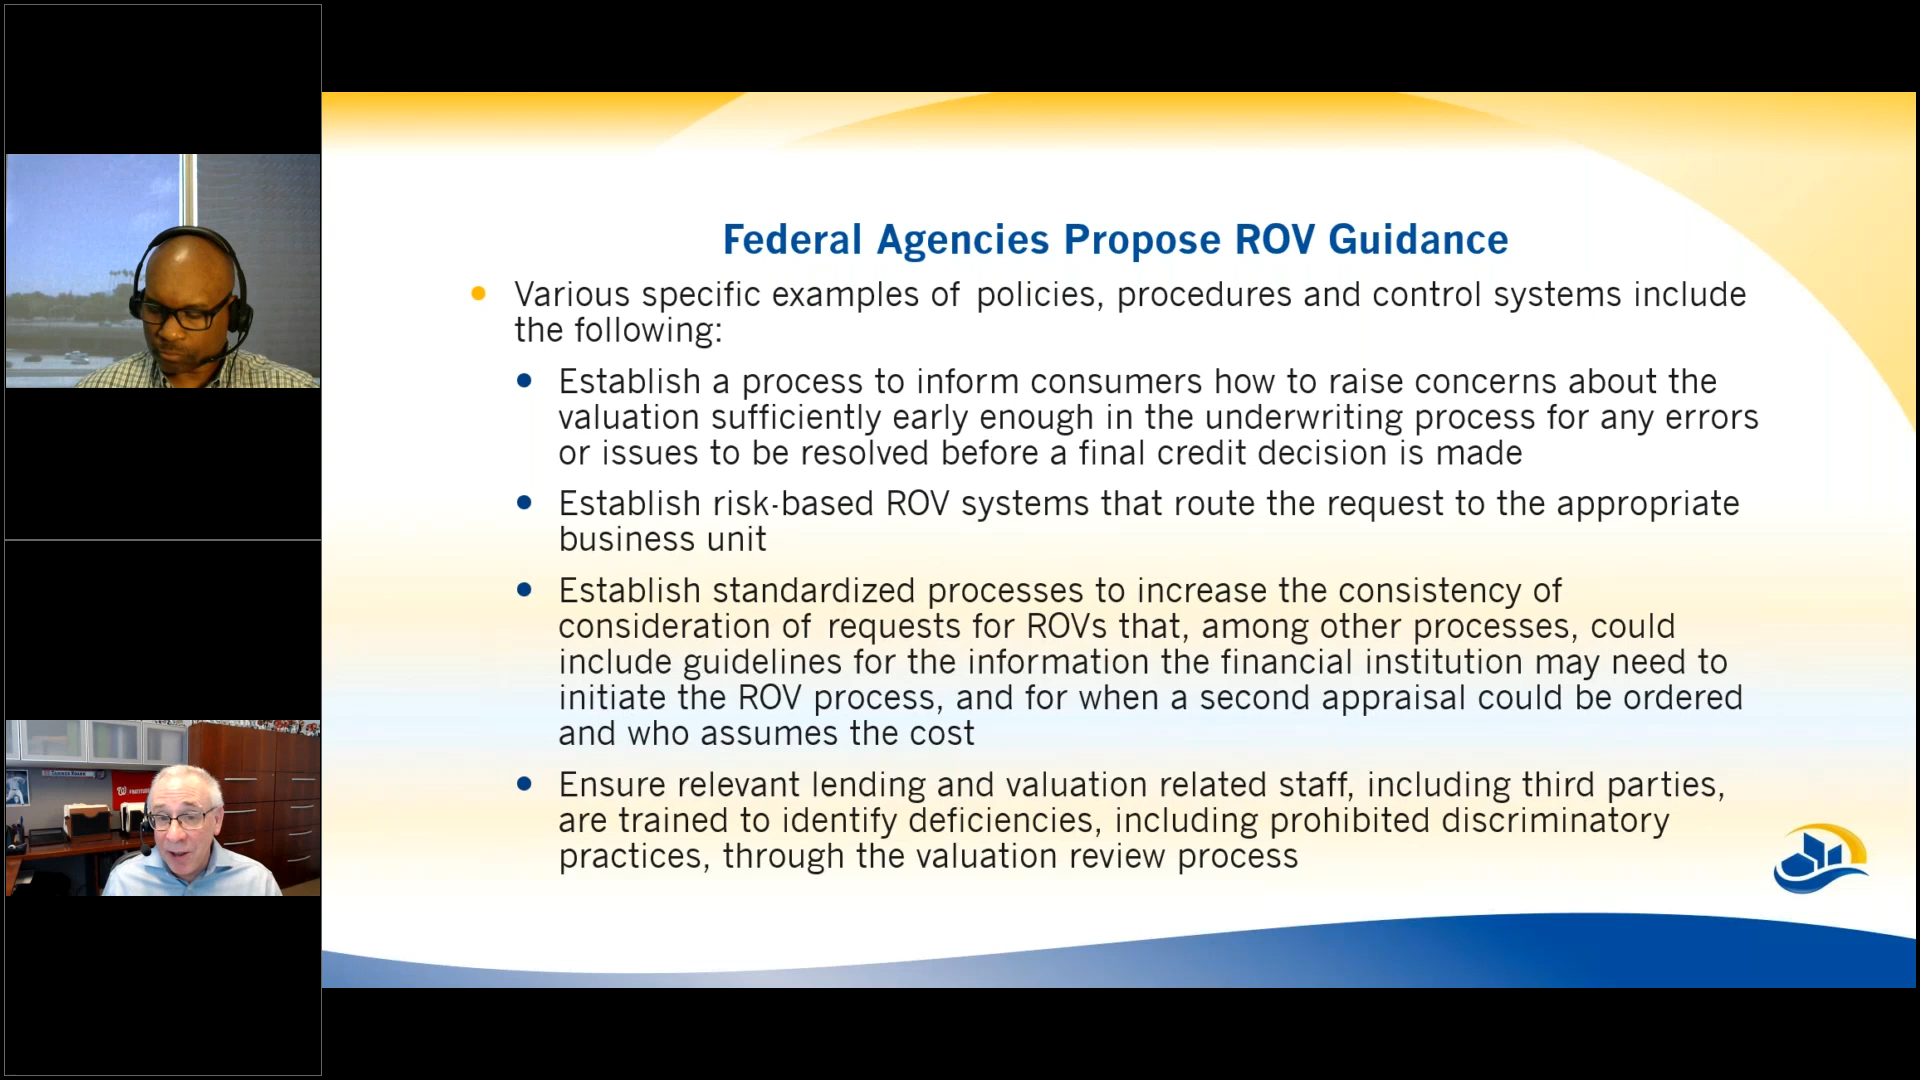 Federal Agencies Propose ROV Guidance
Various specific examples of policies, procedures and control systems include
the following:
Establish a process to inform consumers how to raise concerns about the
valuation sufficiently early enough in the underwriting process for any errors
or issues to be resolved before a final credit decision is made
Establish risk-based ROV systems that route the request to the appropriate
business unit
Establish standardized processes to increase the consistency of
consideration of requests for ROVs that, among other processes, could
include guidelines for the information the financial institution may need to
initiate the ROV process, and for when a second appraisal could be ordered
and who assumes the cost
Ensure relevant lending and valuation related staff, including third parties,
are trained to identify deficiencies, including prohibited discriminatory
practices, through the valuation review process